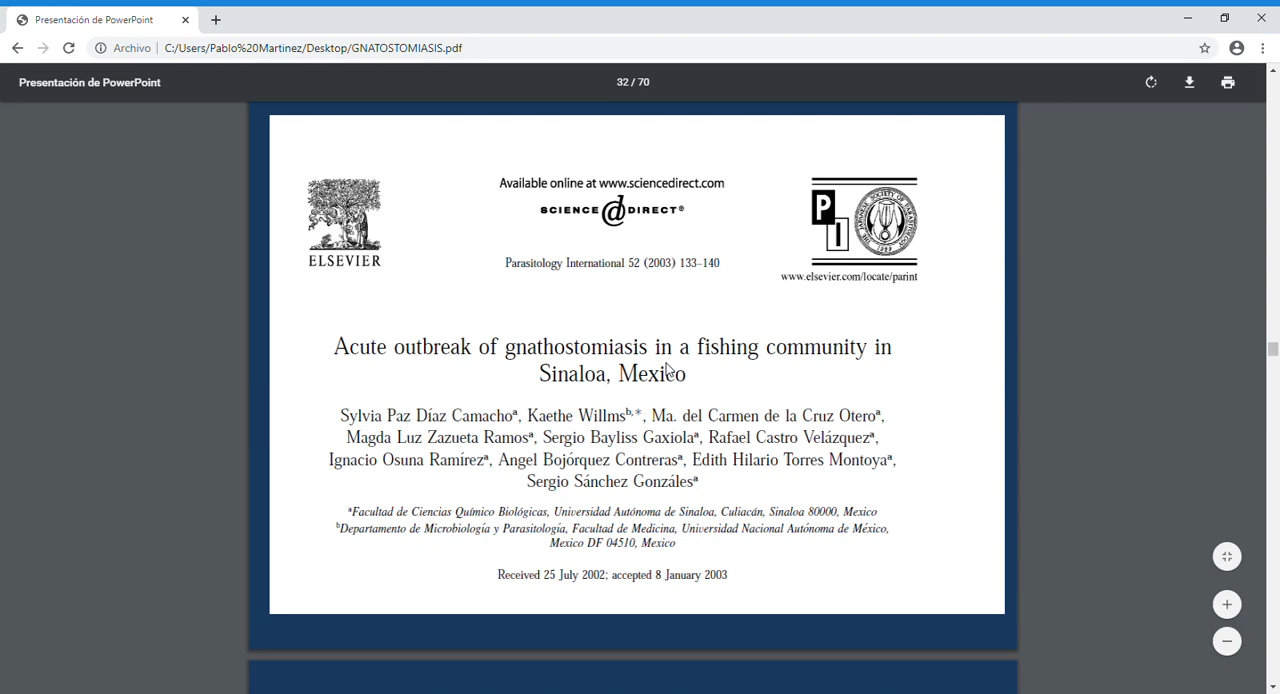 Presentación de PowerPoint
Archivo | C:/Users/Pablo%20Martinez/Desktop/GNATOSTOMIASIS.pdf
Presentación de PowerPoint
32 / 70
ELSEVIER
Available online at www.sciencedirect.com
SCIENCE @ DIRECT®
Parasitology International 52 (2003) 133–140
PI
www.elsevier.com/locate/parint
Acute outbreak of gnathostomiasis in a fishing community in
Sinaloa, Mexico
Sylvia Paz Díaz Camachoᵃ, Kaethe Willmsᵇ,*, Ma. del Carmen de la Cruz Oteroᵃ,
Magda Luz Zazueta Ramosᵃ, Sergio Bayliss Gaxiolaᵃ, Rafael Castro Velázquezᵃ,
Ignacio Osuna Ramírezᵃ, Angel Bojórquez Contrerasᵃ, Edith Hilario Torres Montoyaᵃ,
Sergio Sánchez Gonzálesᵃ
ᵃFacultad de Ciencias Químico Biológicas, Universidad Autónoma de Sinaloa, Culiacán, Sinaloa 80000, Mexico
ᵇDepartamento de Microbiología y Parasitología, Facultad de Medicina, Universidad Nacional Autónoma de México,
Mexico DF 04510, Mexico
Received 25 July 2002; accepted 8 January 2003